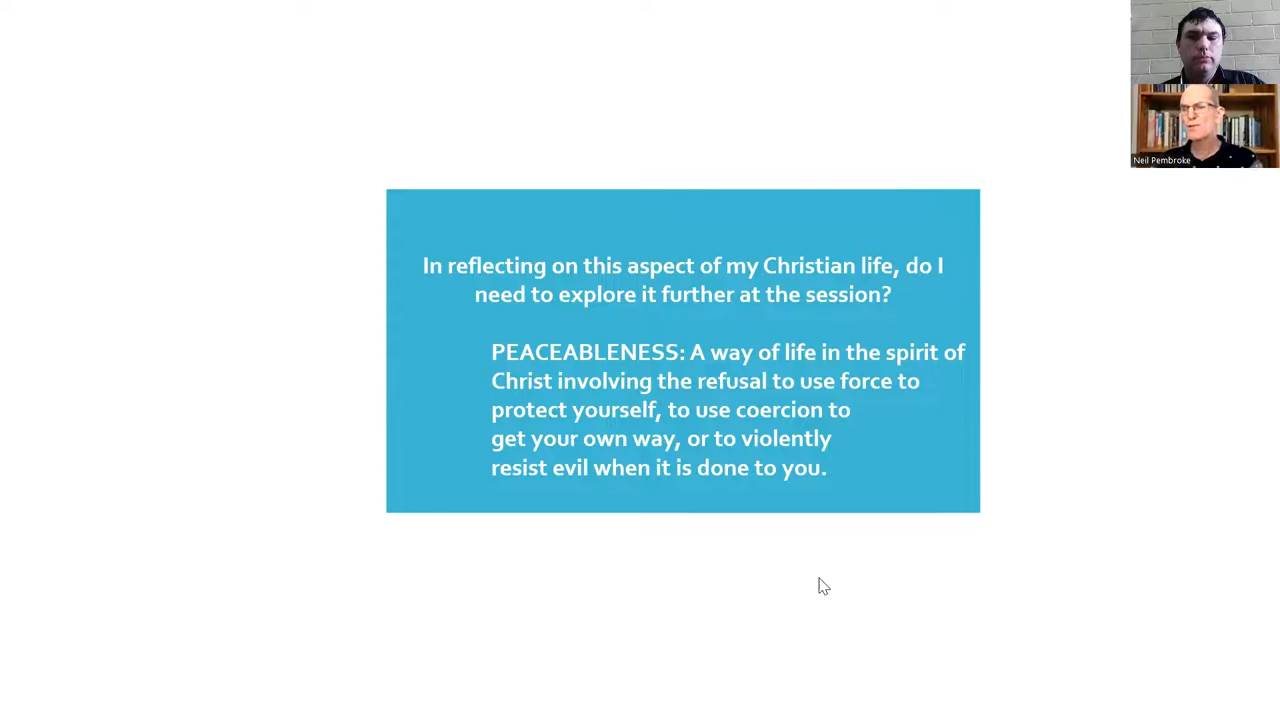 Neil Pembroke
In reflecting on this aspect of my Christian life, do I
need to explore it further at the session?
PEACEABLENESS: A way of life in the spirit of
Christ involving the refusal to use force to
protect yourself, to use coercion to
get your own way, or to violently
resist evil when it is done to you.